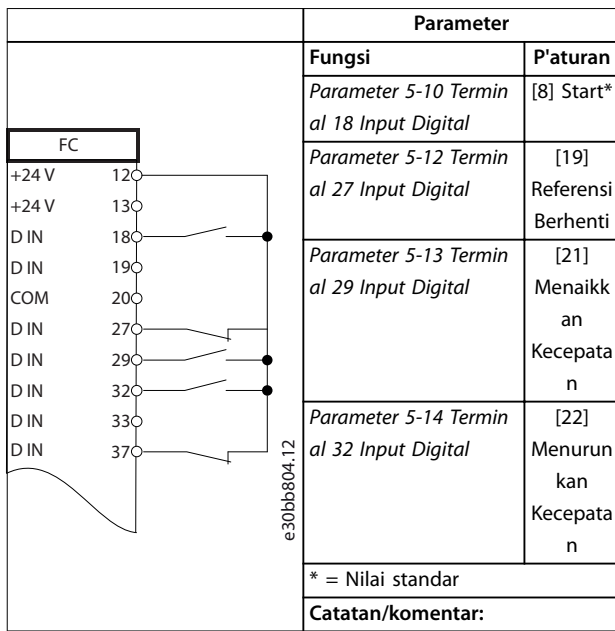 FC
+24 V 12
+24 V 13
D IN 18
D IN 19
COM 20
D IN 27
D IN 29
D IN 32
D IN 33
D IN 37
e30bb804.12
Parameter
Fungsi P'aturan
Parameter 5-10 Termin [8] Start*
al 18 Input Digital
Parameter 5-12 Termin [19]
al 27 Input Digital Referensi
Berhenti
Parameter 5-13 Termin [21]
al 29 Input Digital Menaikk
an
Kecepata
n
Parameter 5-14 Termin [22]
al 32 Input Digital Menurun
kan
Kecepata
n
* = Nilai standar
Catatan/komentar: